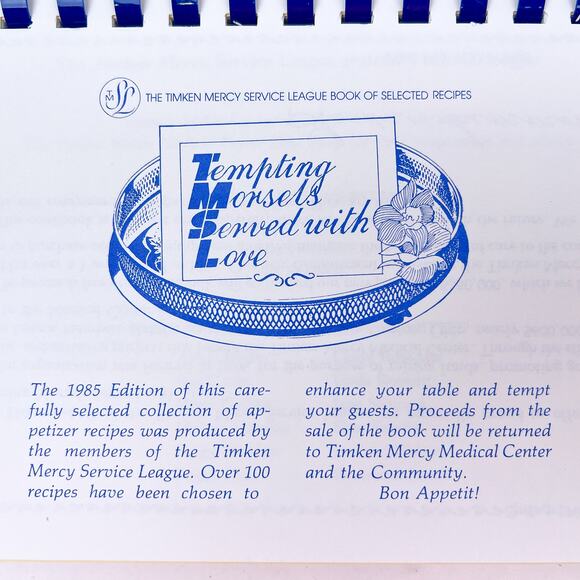 TMSL
THE TIMKEN MERCY SERVICE LEAGUE BOOK OF SELECTED RECIPES
Tempting
Morsels
Served with
Love
The 1985 Edition of this care-
fully selected collection of ap-
petizer recipes was produced by
the members of the Timken
Mercy Service League. Over 100
recipes have been chosen to
enhance your table and tempt
your guests. Proceeds from the
sale of the book will be returned
to Timken Mercy Medical Center
and the Community.
Bon Appetit!